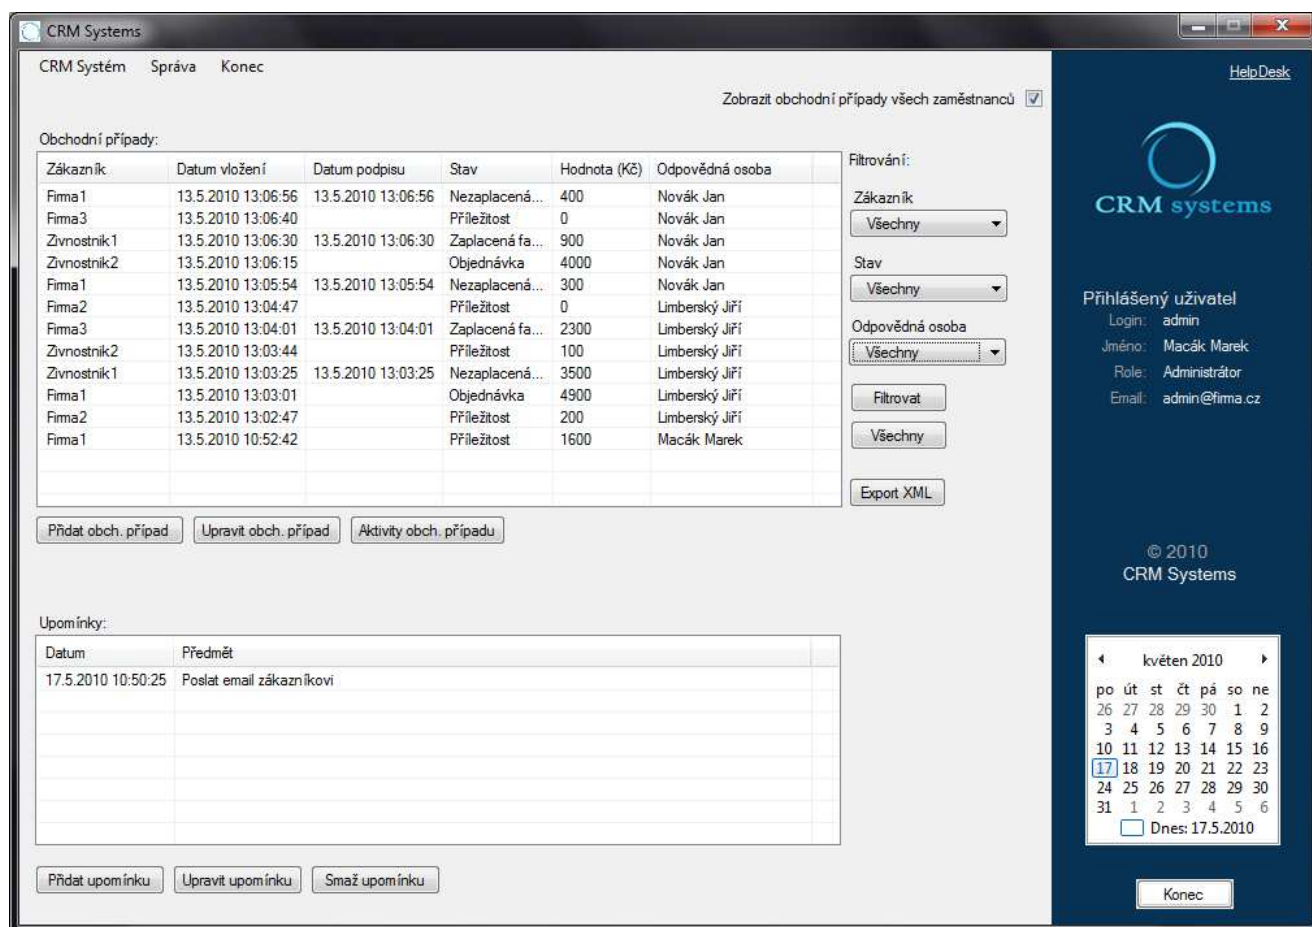 CRM Systems
CRM Systém Správa Konec
HelpDesk
Zobrazit obchodní případy všech zaměstnanců
Obchodní případy:
Zákazník Datum vložení Datum podpisu Stav Hodnota (Kč) Odpovědná osoba
Firma1 13.5.2010 13:06:56 13.5.2010 13:06:56 Nezaplacená... 400 Novák Jan
Firma3 13.5.2010 13:06:40 Příležitost 0 Novák Jan
Zivnostnik1 13.5.2010 13:06:30 13.5.2010 13:06:30 Zaplacená fa... 900 Novák Jan
Zivnostnik2 13.5.2010 13:06:15 Objednávka 4000 Novák Jan
Firma1 13.5.2010 13:05:54 13.5.2010 13:05:54 Nezaplacená... 300 Novák Jan
Firma2 13.5.2010 13:04:47 Příležitost 0 Limberský Jiří
Firma3 13.5.2010 13:04:01 13.5.2010 13:04:01 Zaplacená fa... 2300 Limberský Jiří
Zivnostnik2 13.5.2010 13:03:44 Příležitost 100 Limberský Jiří
Zivnostnik1 13.5.2010 13:03:25 13.5.2010 13:03:25 Nezaplacená... 3500 Limberský Jiří
Firma1 13.5.2010 13:03:01 Objednávka 4900 Limberský Jiří
Firma2 13.5.2010 13:02:47 Příležitost 200 Limberský Jiří
Firma1 13.5.2010 10:52:42 Příležitost 1600 Macák Marek
Filtrování:
Zákazník
Všechny
Stav
Všechny
Odpovědná osoba
Všechny
Filtrovat
Všechny
Export XML
Přidat obch. případ Upravit obch. případ Aktivity obch. případu
Upomínky:
Datum Předmět
17.5.2010 10:50:25 Poslat email zákazníkovi
Přidat upomínku Upravit upomínku Smaž upomínku
CRM systems
Přihlášený uživatel
Login: admin
Jméno: Macák Marek
Role: Administrátor
Email: admin@firma.cz
© 2010
CRM Systems
květen 2010
po út st čt pá so ne
26 27 28 29 30 1 2
3 4 5 6 7 8 9
10 11 12 13 14 15 16
17 18 19 20 21 22 23
24 25 26 27 28 29 30
31 1 2 3 4 5 6
Dnes: 17.5.2010
Konec